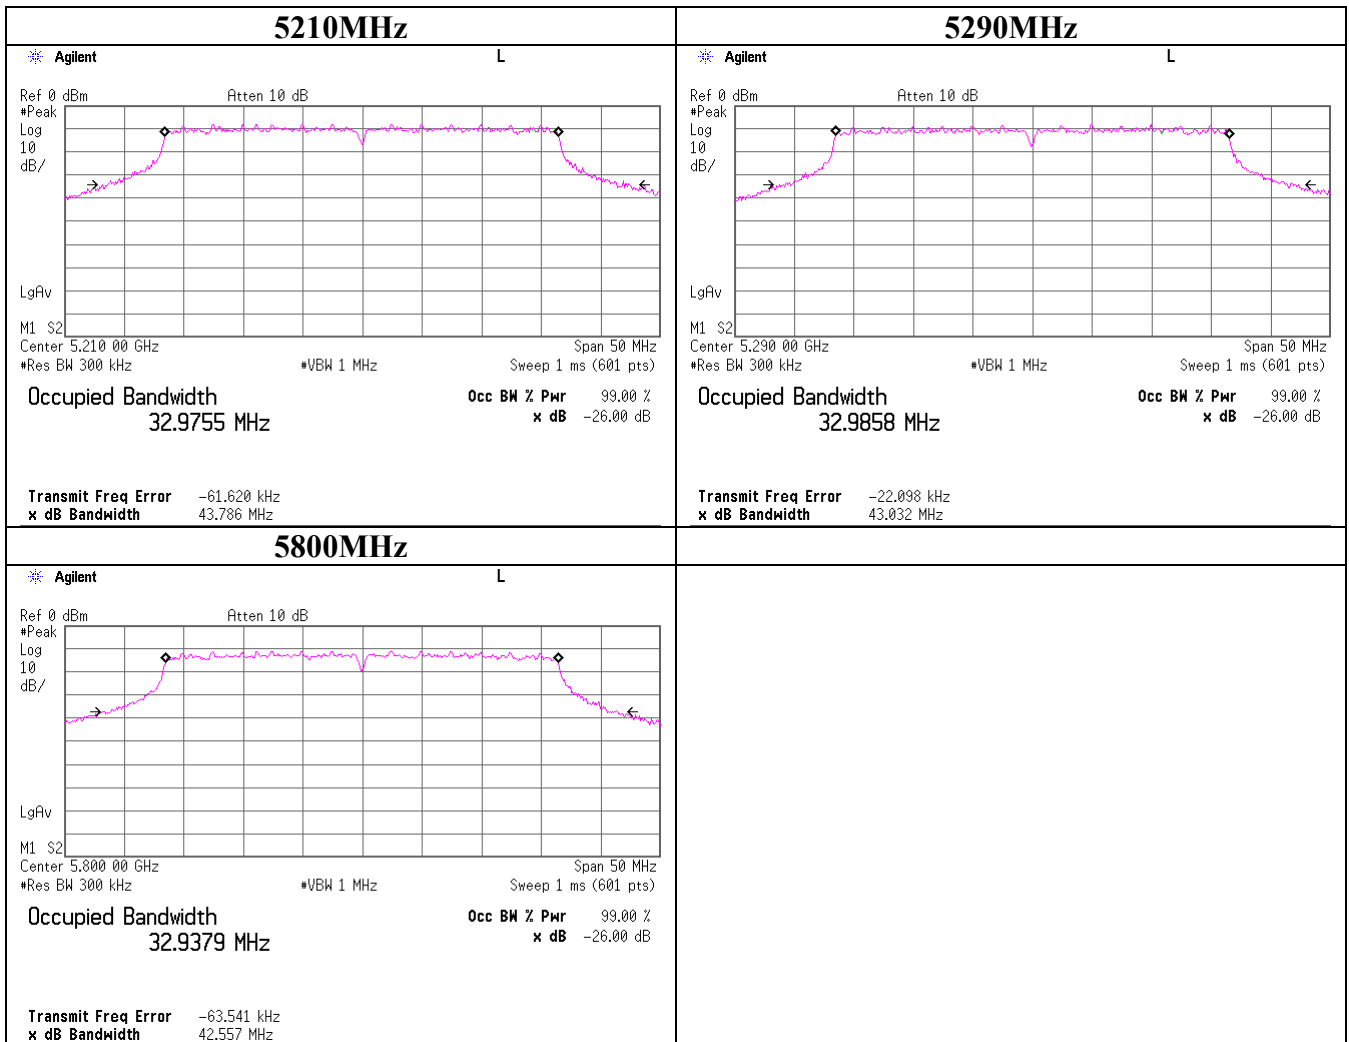 5210MHz
Agilent L
Ref 0 dBm Atten 10 dB
#Peak
Log
10
dB/
LgAv
M1 S2
Center 5.210 00 GHz Span 50 MHz
#Res BW 300 kHz #VBW 1 MHz Sweep 1 ms (601 pts)
Occupied Bandwidth Occ BW % Pwr 99.00 %
32.9755 MHz x dB -26.00 dB
Transmit Freq Error -61.620 kHz
x dB Bandwidth 43.786 MHz
5290MHz
Agilent L
Ref 0 dBm Atten 10 dB
#Peak
Log
10
dB/
LgAv
M1 S2
Center 5.290 00 GHz Span 50 MHz
#Res BW 300 kHz #VBW 1 MHz Sweep 1 ms (601 pts)
Occupied Bandwidth Occ BW % Pwr 99.00 %
32.9858 MHz x dB -26.00 dB
Transmit Freq Error -22.098 kHz
x dB Bandwidth 43.032 MHz
5800MHz
Agilent L
Ref 0 dBm Atten 10 dB
#Peak
Log
10
dB/
LgAv
M1 S2
Center 5.800 00 GHz Span 50 MHz
#Res BW 300 kHz #VBW 1 MHz Sweep 1 ms (601 pts)
Occupied Bandwidth Occ BW % Pwr 99.00 %
32.9379 MHz x dB -26.00 dB
Transmit Freq Error -63.541 kHz
x dB Bandwidth 42.557 MHz